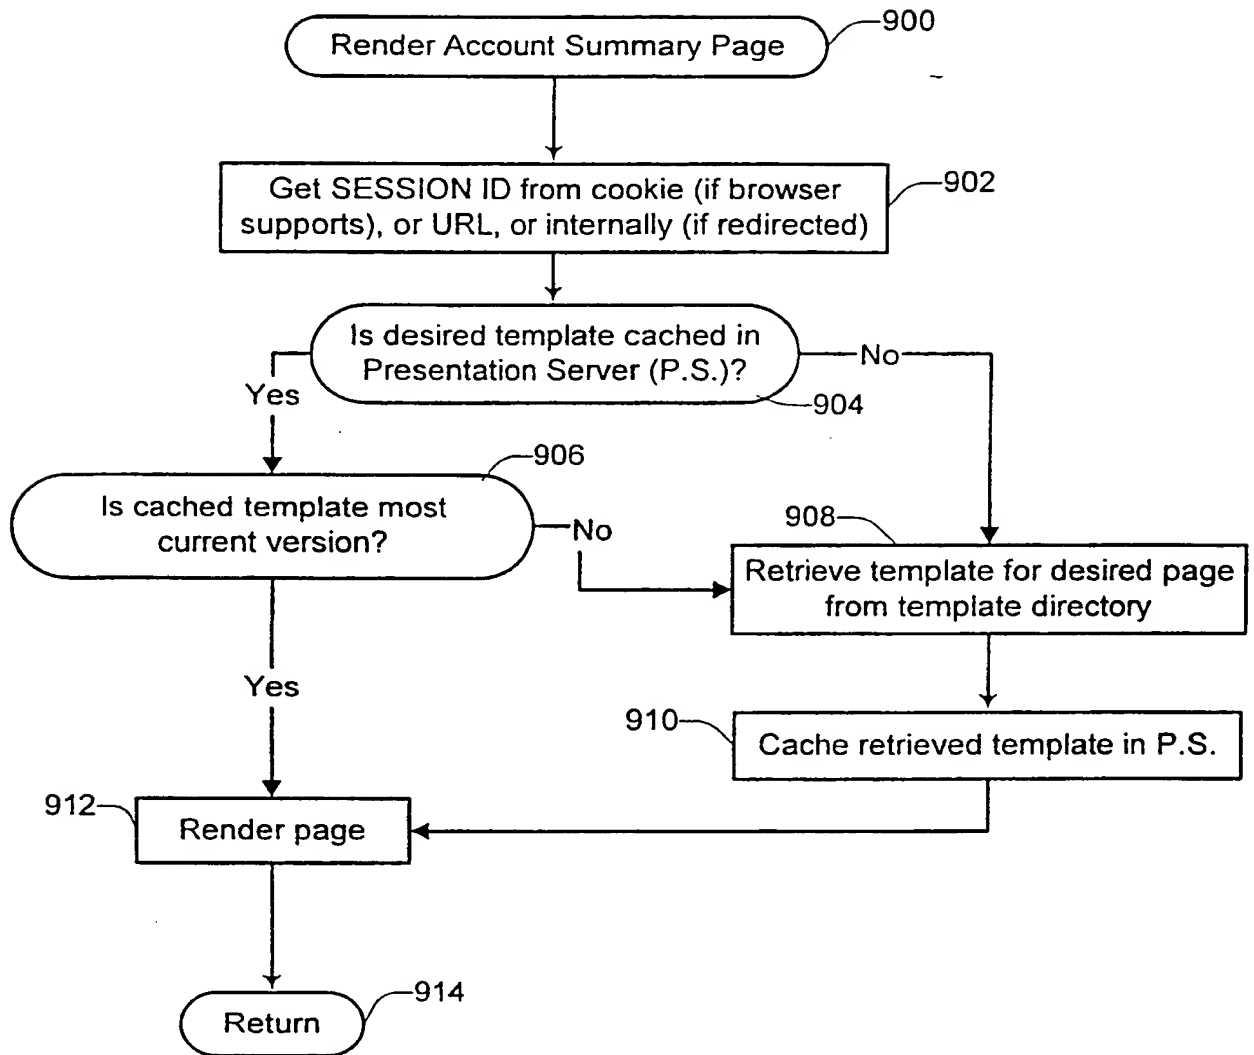 Render Account Summary Page
900
Get SESSION ID from cookie (if browser
supports), or URL, or internally (if redirected)
902
Is desired template cached in
Presentation Server (P.S.)?
904
Yes
No
906
Is cached template most
current version?
No
908
Retrieve template for desired page
from template directory
Yes
910
Cache retrieved template in P.S.
912
Render page
914
Return